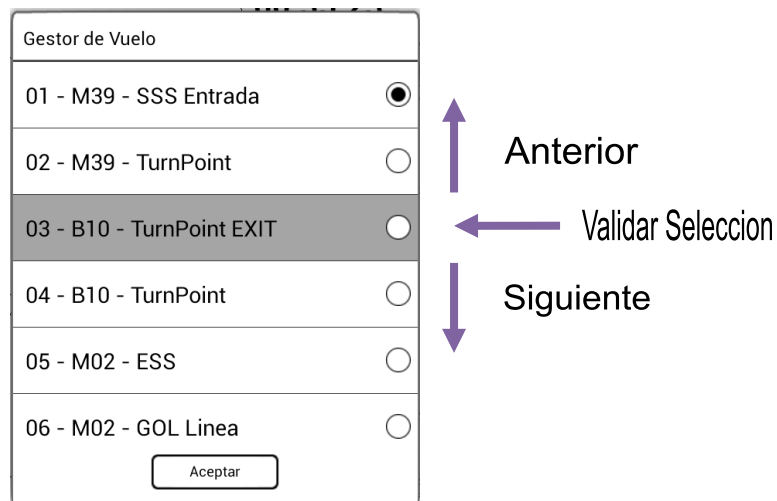 Gestor de Vuelo
01 - M39 - SSS Entrada
02 - M39 - TurnPoint
03 - B10 - TurnPoint EXIT
04 - B10 - TurnPoint
05 - M02 - ESS
06 - M02 - GOL Linea
Aceptar
Anterior
Validar Seleccion
Siguiente